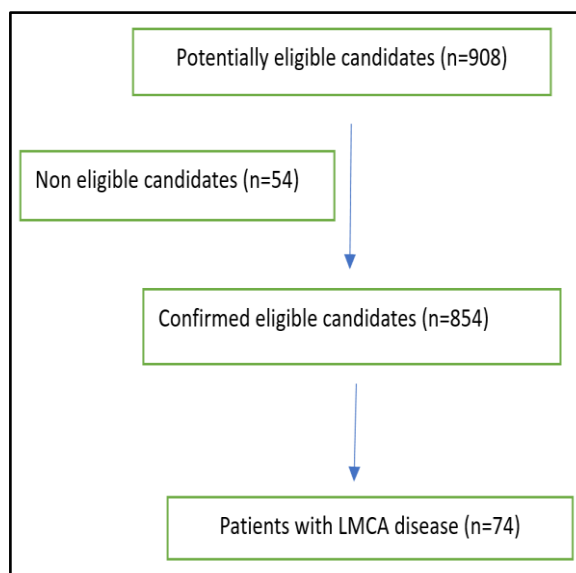 Potentially eligible candidates (n=908)
Non eligible candidates (n=54)
Confirmed eligible candidates (n=854)
Patients with LMCA disease (n=74)